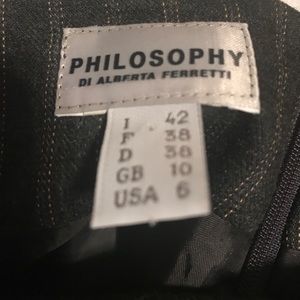 PHILOSOPHY
DI ALBERTA FERRETTI
I 42
F 38
D 38
GB 10
USA 6